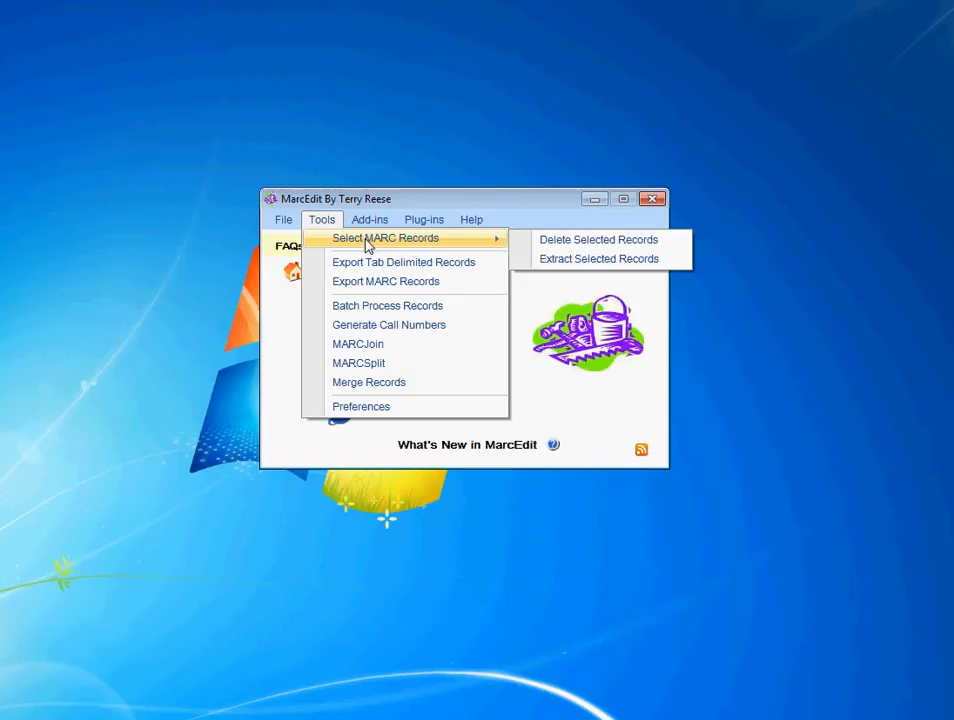 MarcEdit By Terry Reese
File Tools Add-ins Plug-ins Help
FAQs
Select MARC Records
Export Tab Delimited Records
Export MARC Records
Batch Process Records
Generate Call Numbers
MARCJoin
MARCSplit
Merge Records
Preferences
Delete Selected Records
Extract Selected Records
What's New in MarcEdit ?